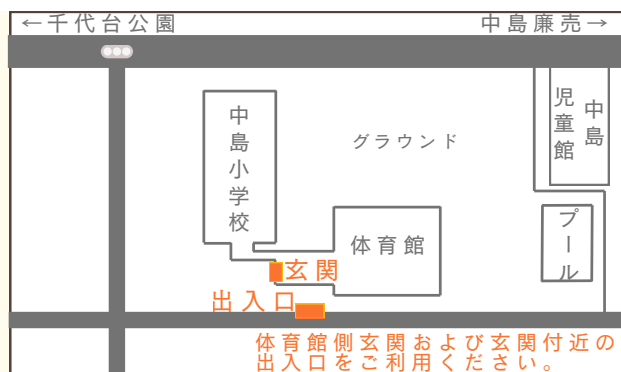 ←千代台公園
中島廉売→
中島小学校
グラウンド
中島
児童館
体育館
プール
玄関
出入口
体育館側玄関および玄関付近の
出入口をご利用ください。